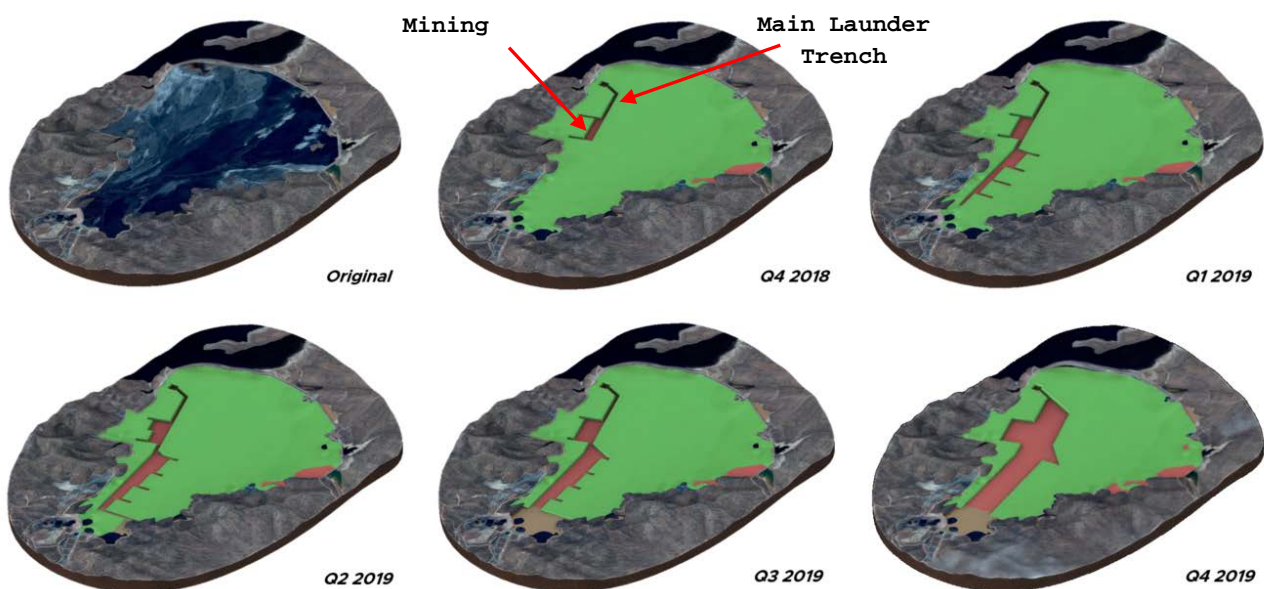 Mining
Main Launder
Trench
Original
Q4 2018
Q1 2019
Q2 2019
Q3 2019
Q4 2019